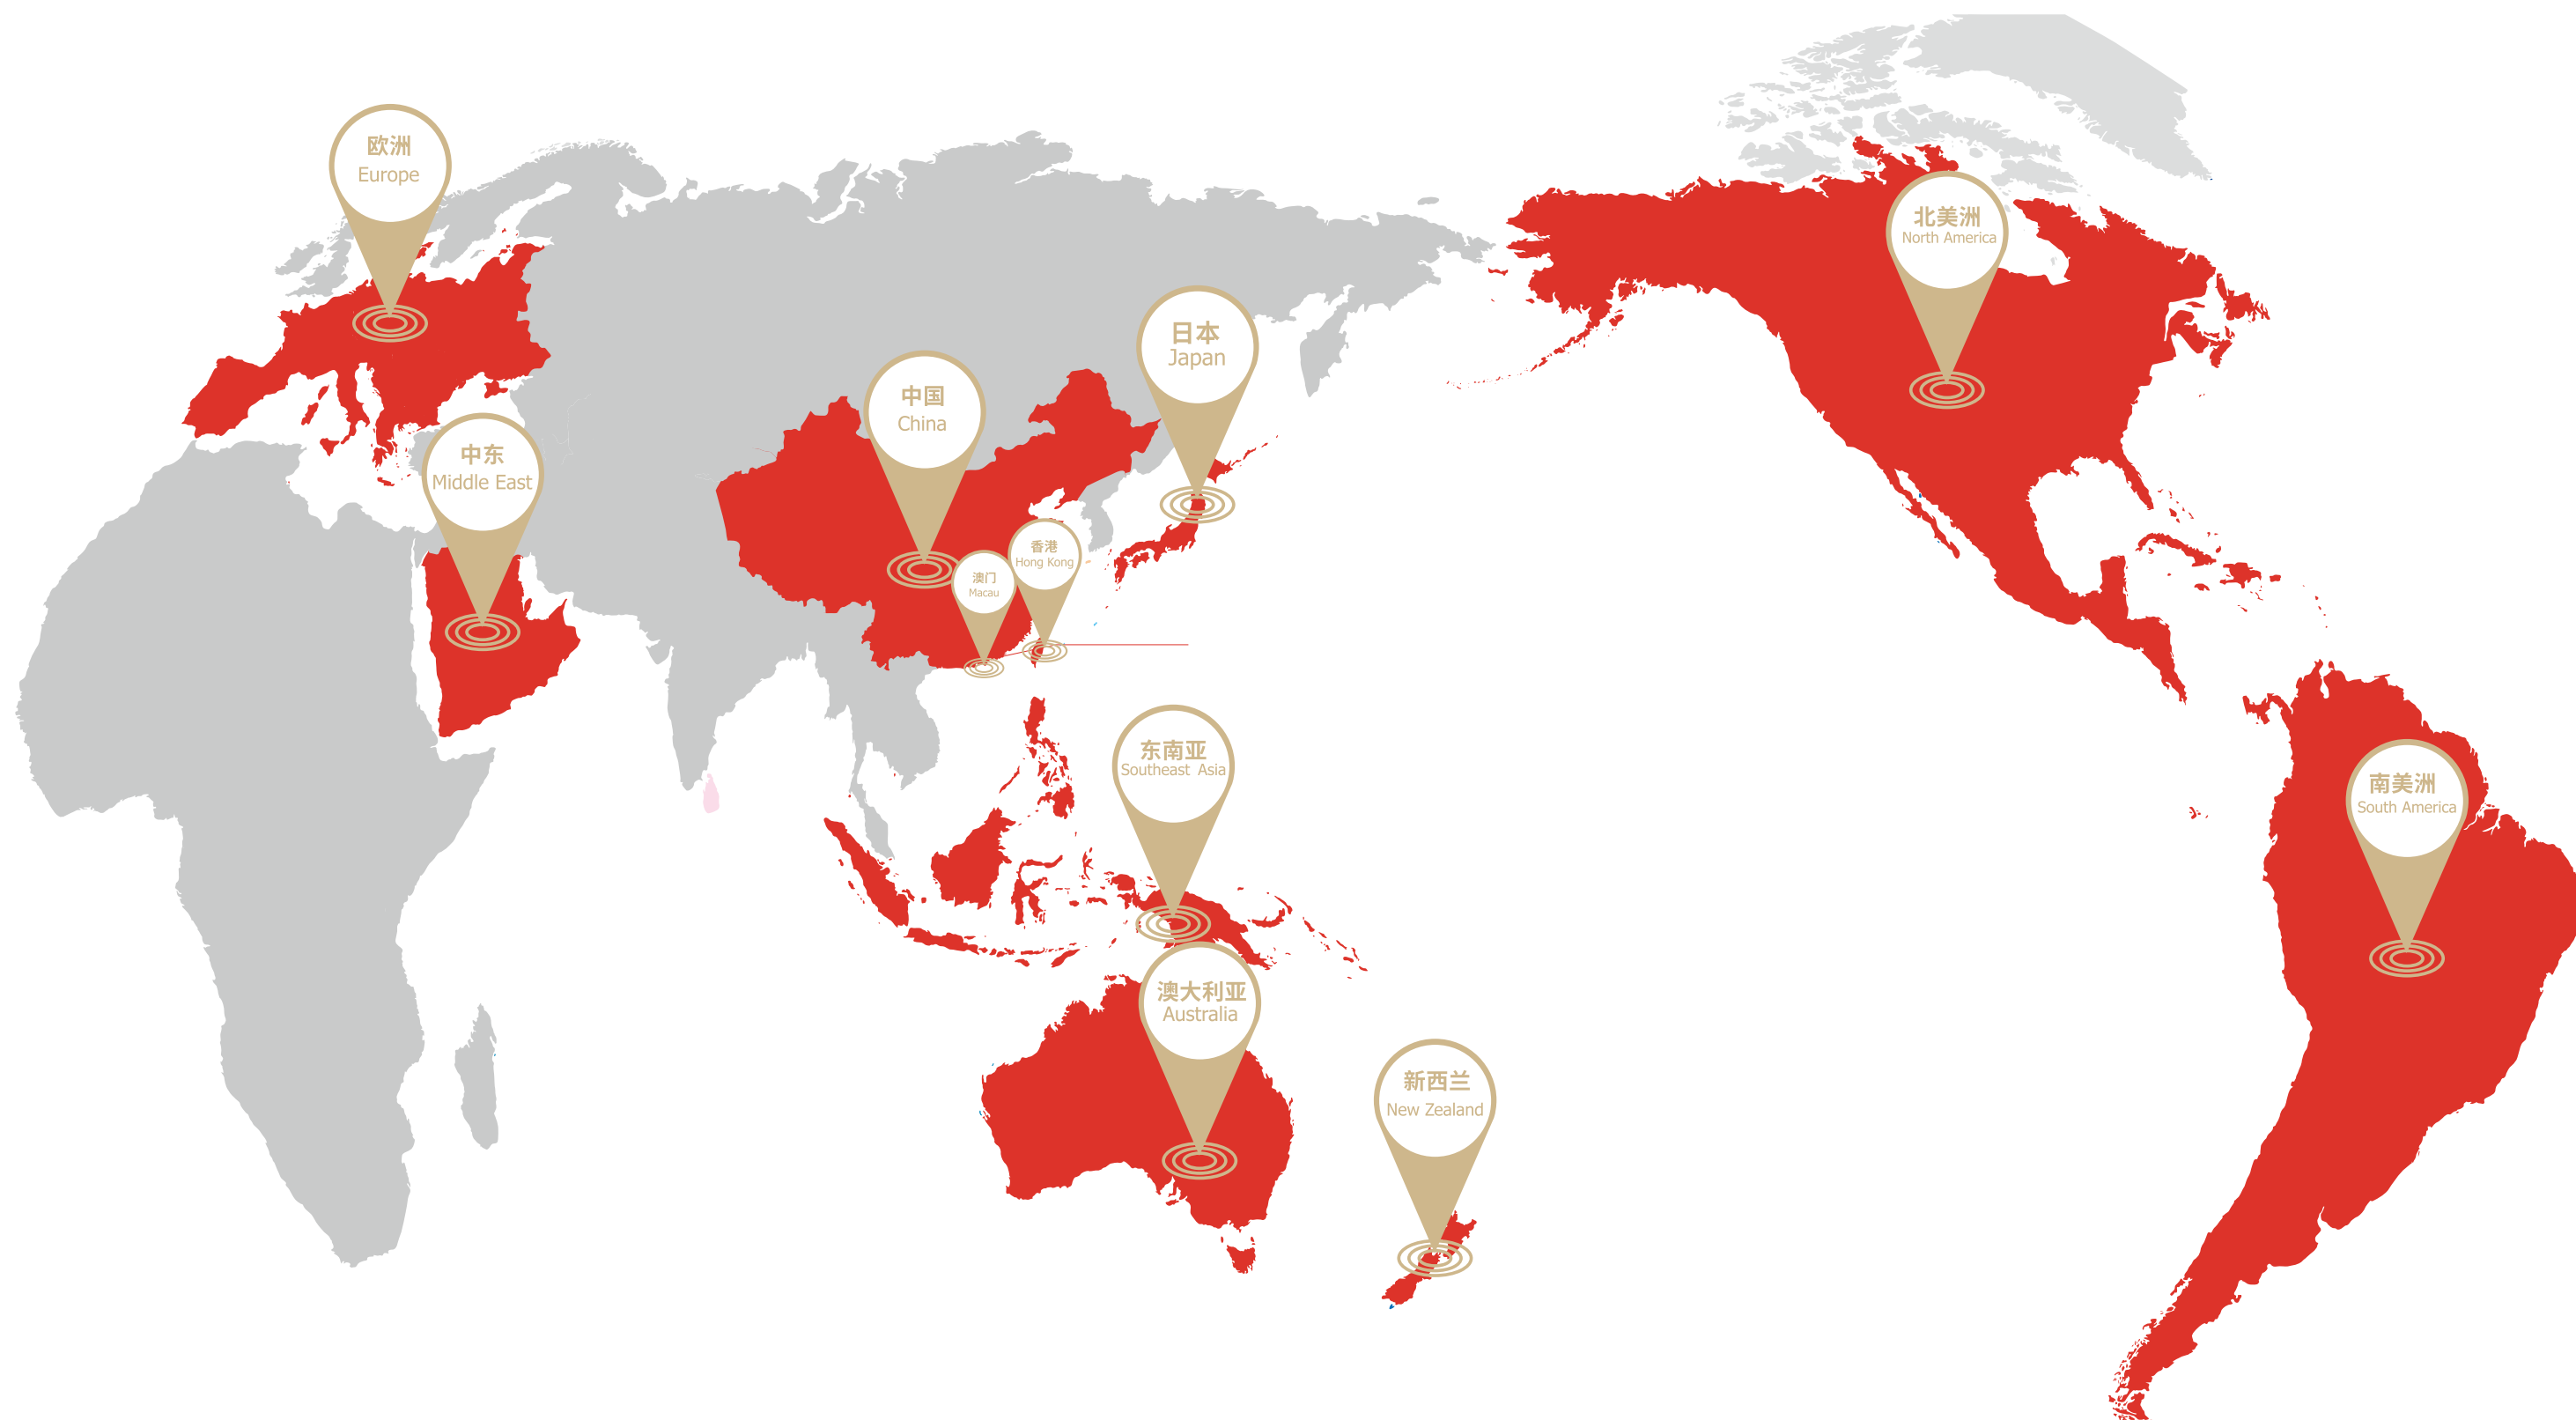 欧洲
Europe
北美洲
North America
日本
Japan
中国
China
中东
Middle East
香港
Hong Kong
澳门
Macau
东南亚
Southeast Asia
南美洲
South America
澳大利亚
Australia
新西兰
New Zealand